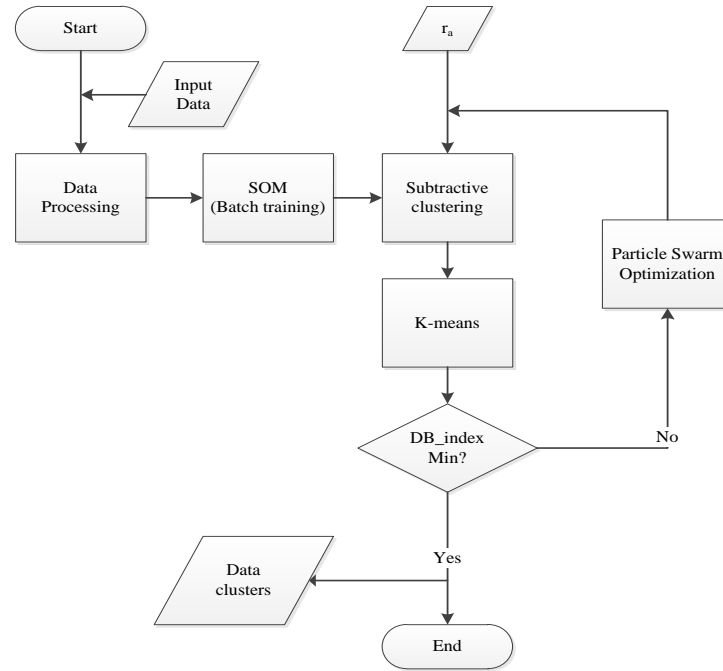 Start
r_a
Input
Data
Data
Processing
SOM
(Batch training)
Subtractive
clustering
Particle Swarm
Optimization
K-means
DB_index
Min?
No
Yes
Data
clusters
End